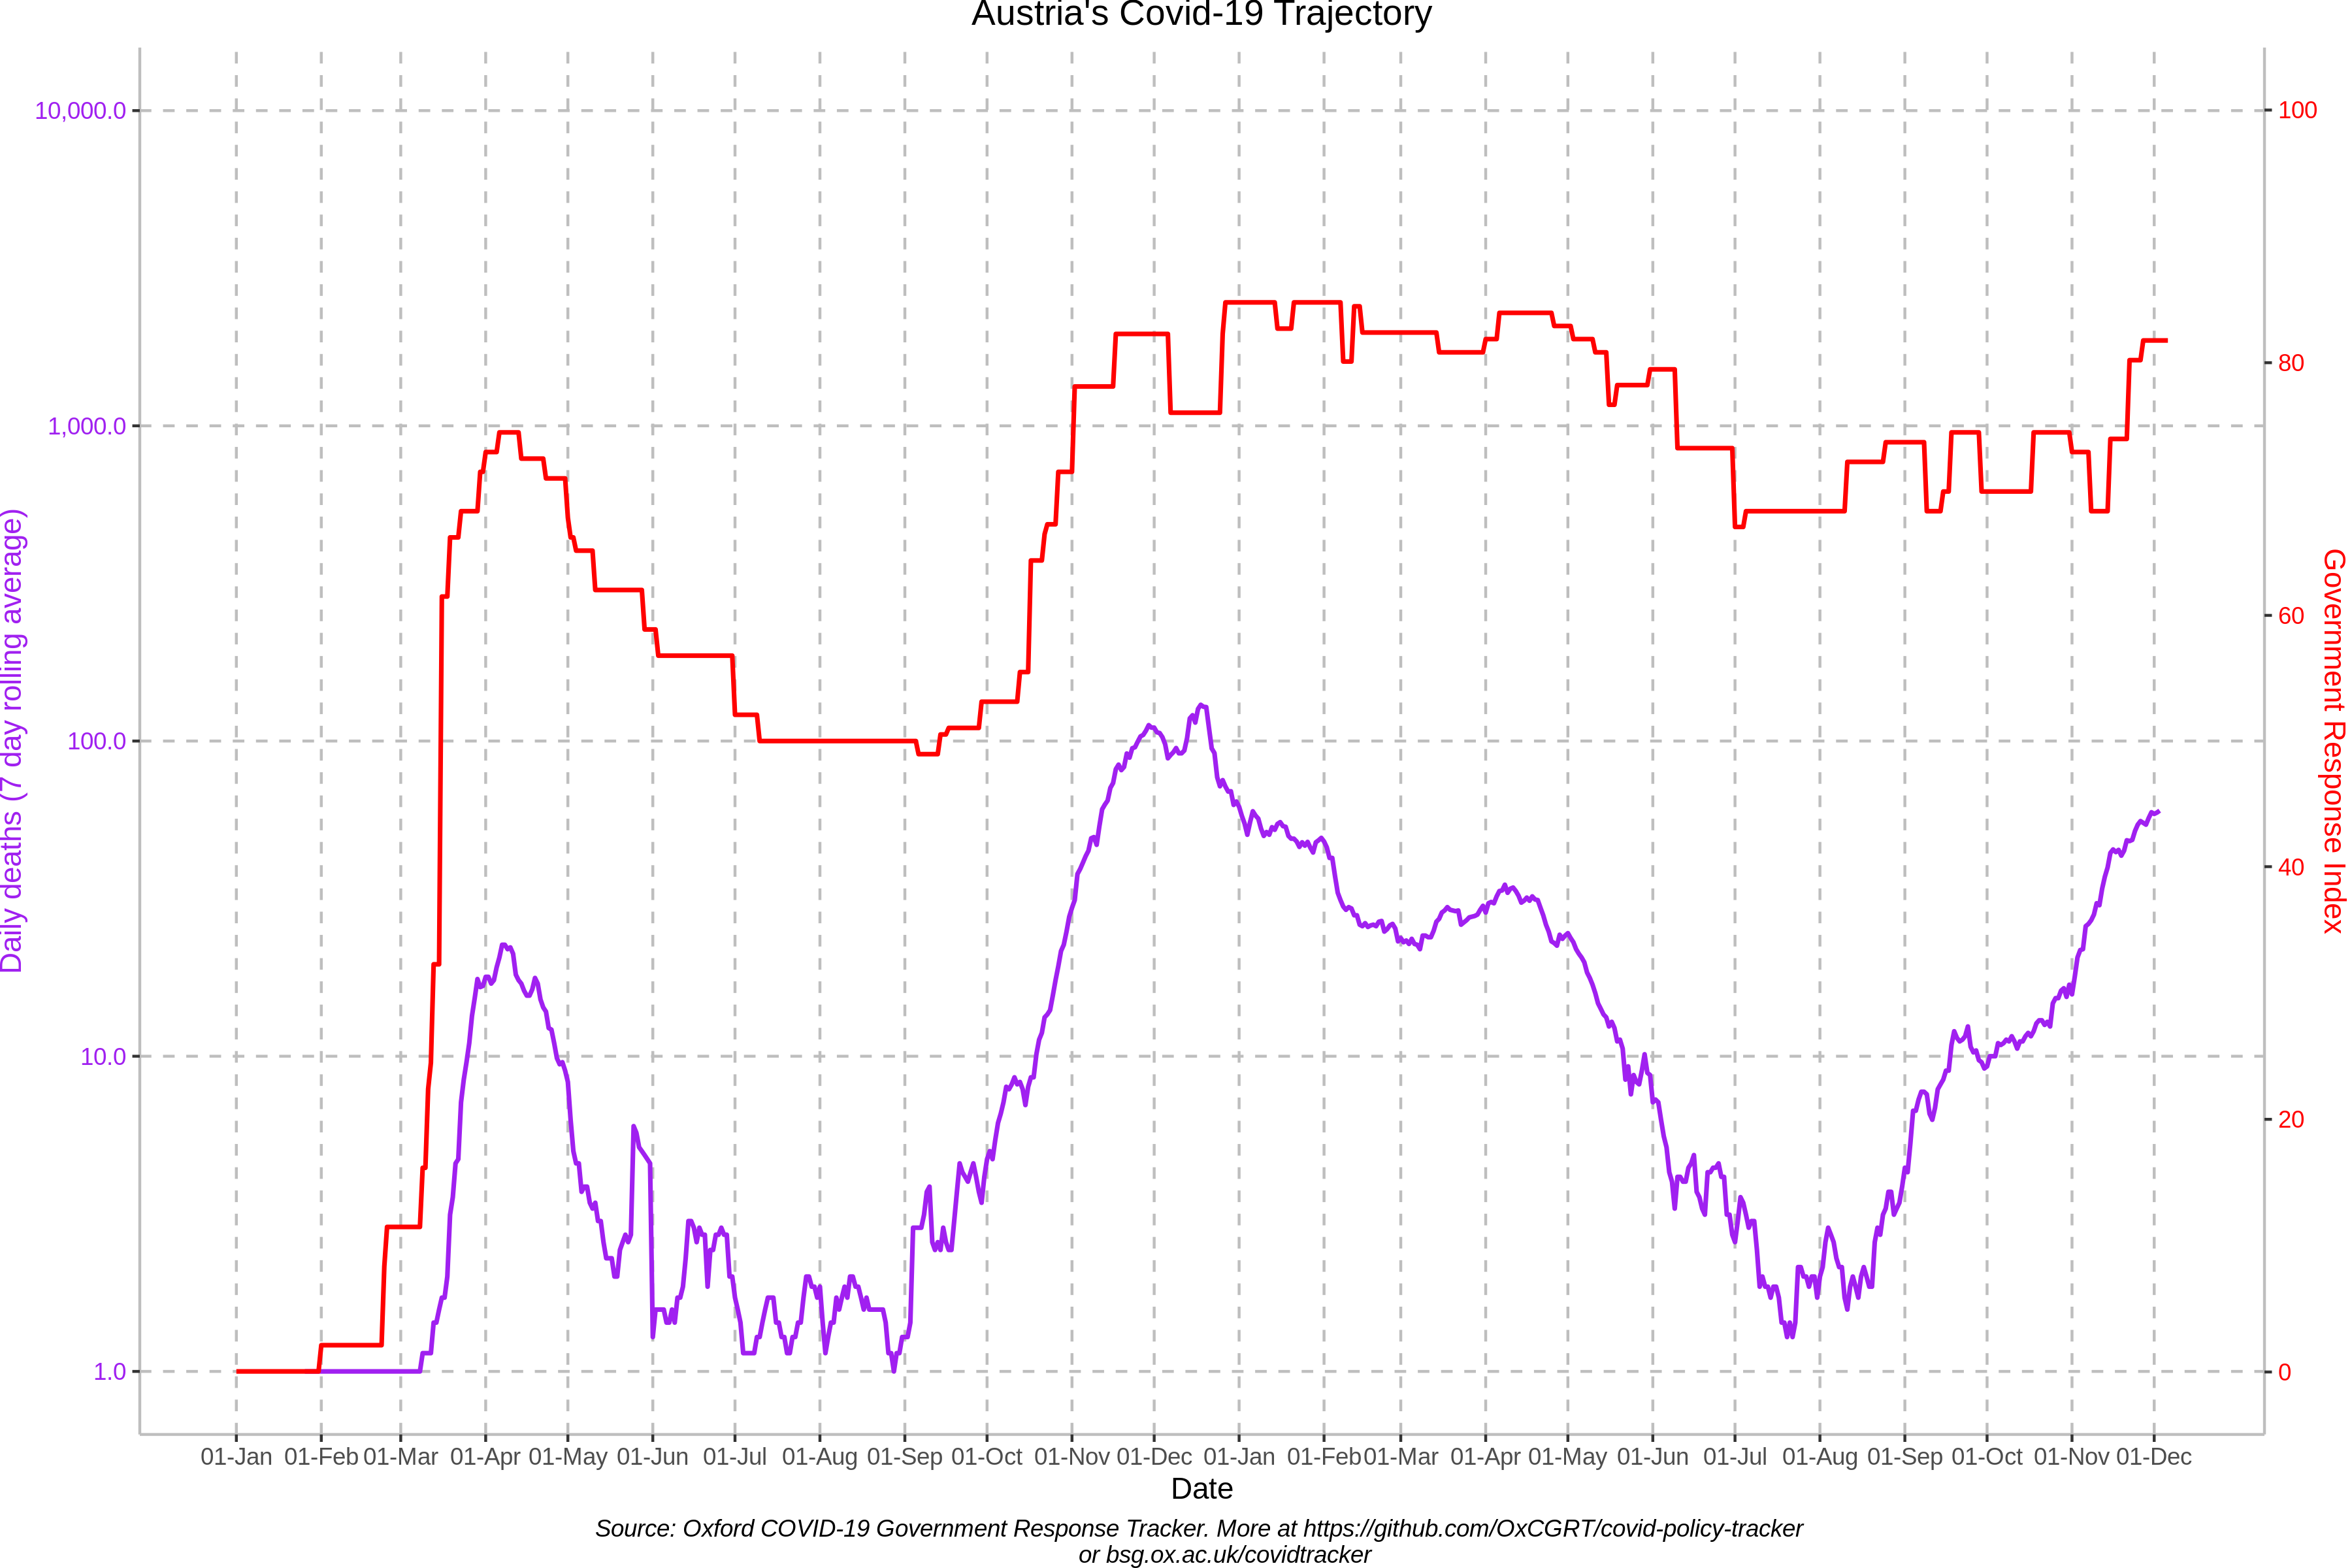 Austria's Covid-19 Trajectory
10,000.0
1,000.0
100.0
10.0
1.0
Daily deaths (7 day rolling average)
100
80
60
40
20
0
Government Response Index
01-Jan 01-Feb 01-Mar 01-Apr 01-May 01-Jun 01-Jul 01-Aug 01-Sep 01-Oct 01-Nov 01-Dec 01-Jan 01-Feb 01-Mar 01-Apr 01-May 01-Jun 01-Jul 01-Aug 01-Sep 01-Oct 01-Nov 01-Dec
Date
Source: Oxford COVID-19 Government Response Tracker. More at https://github.com/OxCGRT/covid-policy-tracker
or bsg.ox.ac.uk/covidtracker